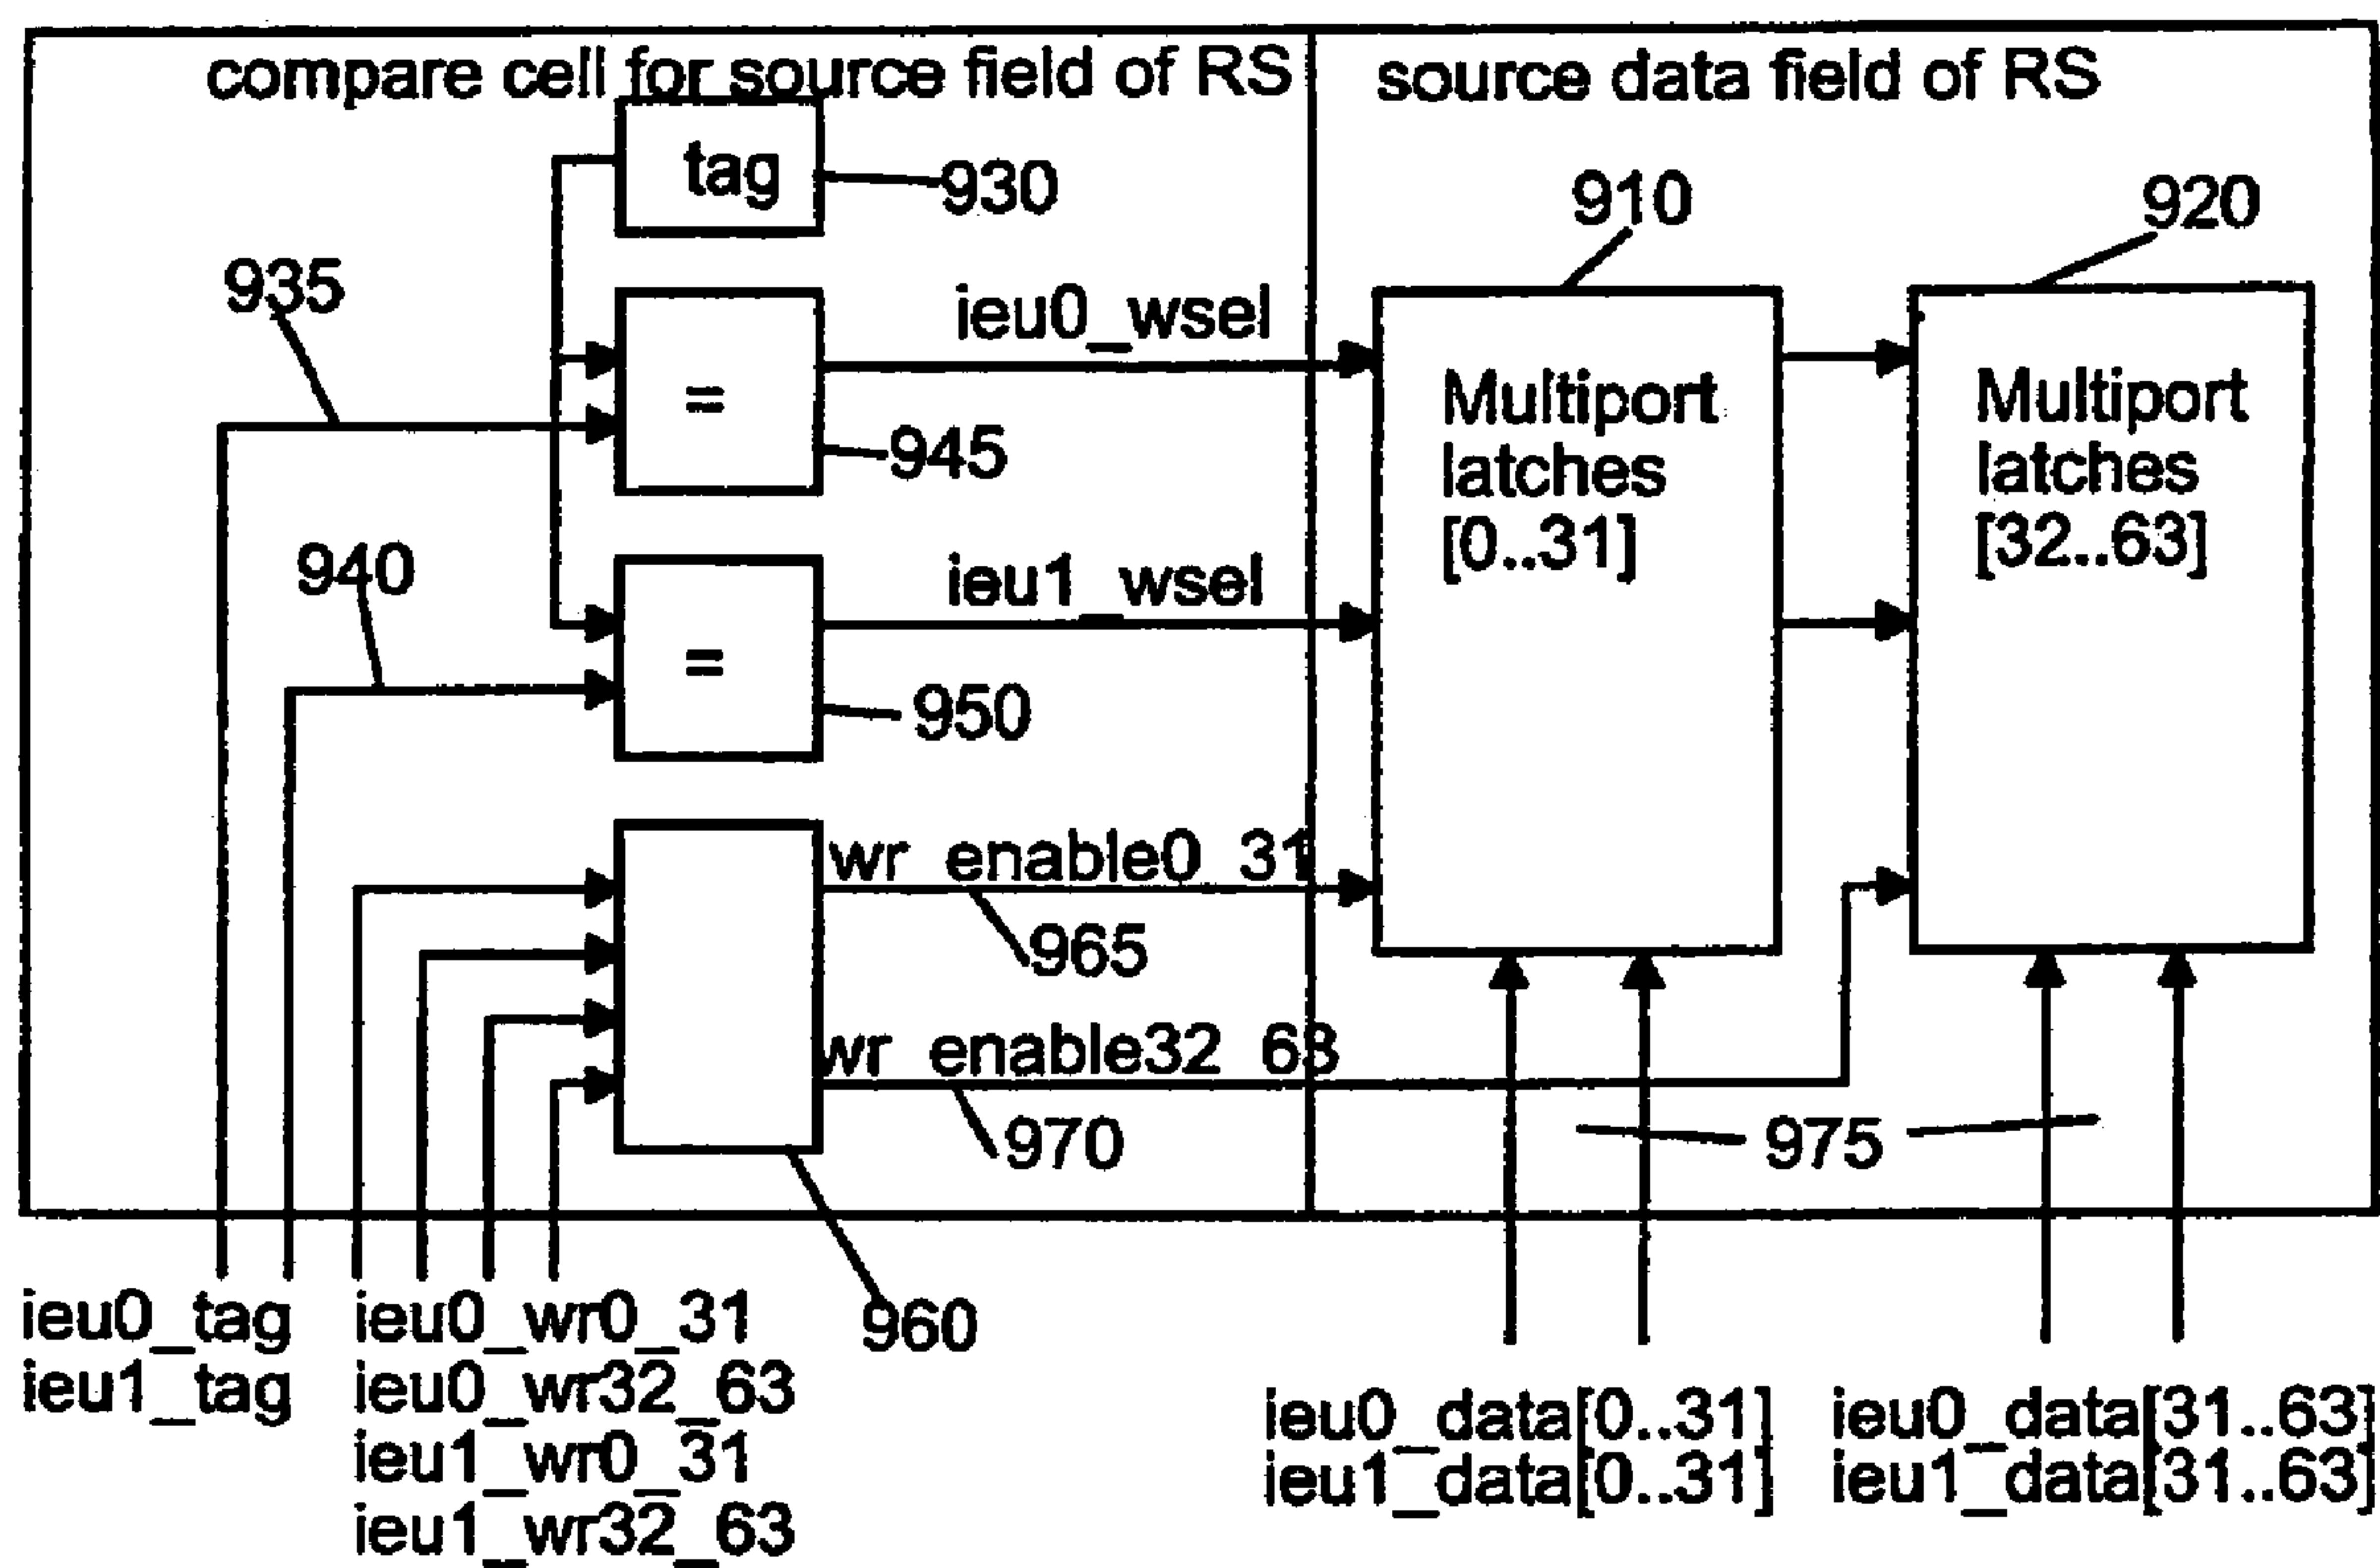 compare cell for source field of RS
source data field of RS
tag
930
910
920
935
ieu0_wsel
=
945
Multiport
latches
[0..31]
Multiport
latches
[32..63]
940
ieu1_wsel
=
950
wr_enable0_31
965
wr_enable32_63
970
975
960
ieu0_tag
ieu1_tag
ieu0_wr0_31
ieu0_wr32_63
ieu1_wr0_31
ieu1_wr32_63
ieu0_data[0..31]
ieu1_data[0..31]
ieu0_data[31..63]
ieu1_data[31..63]